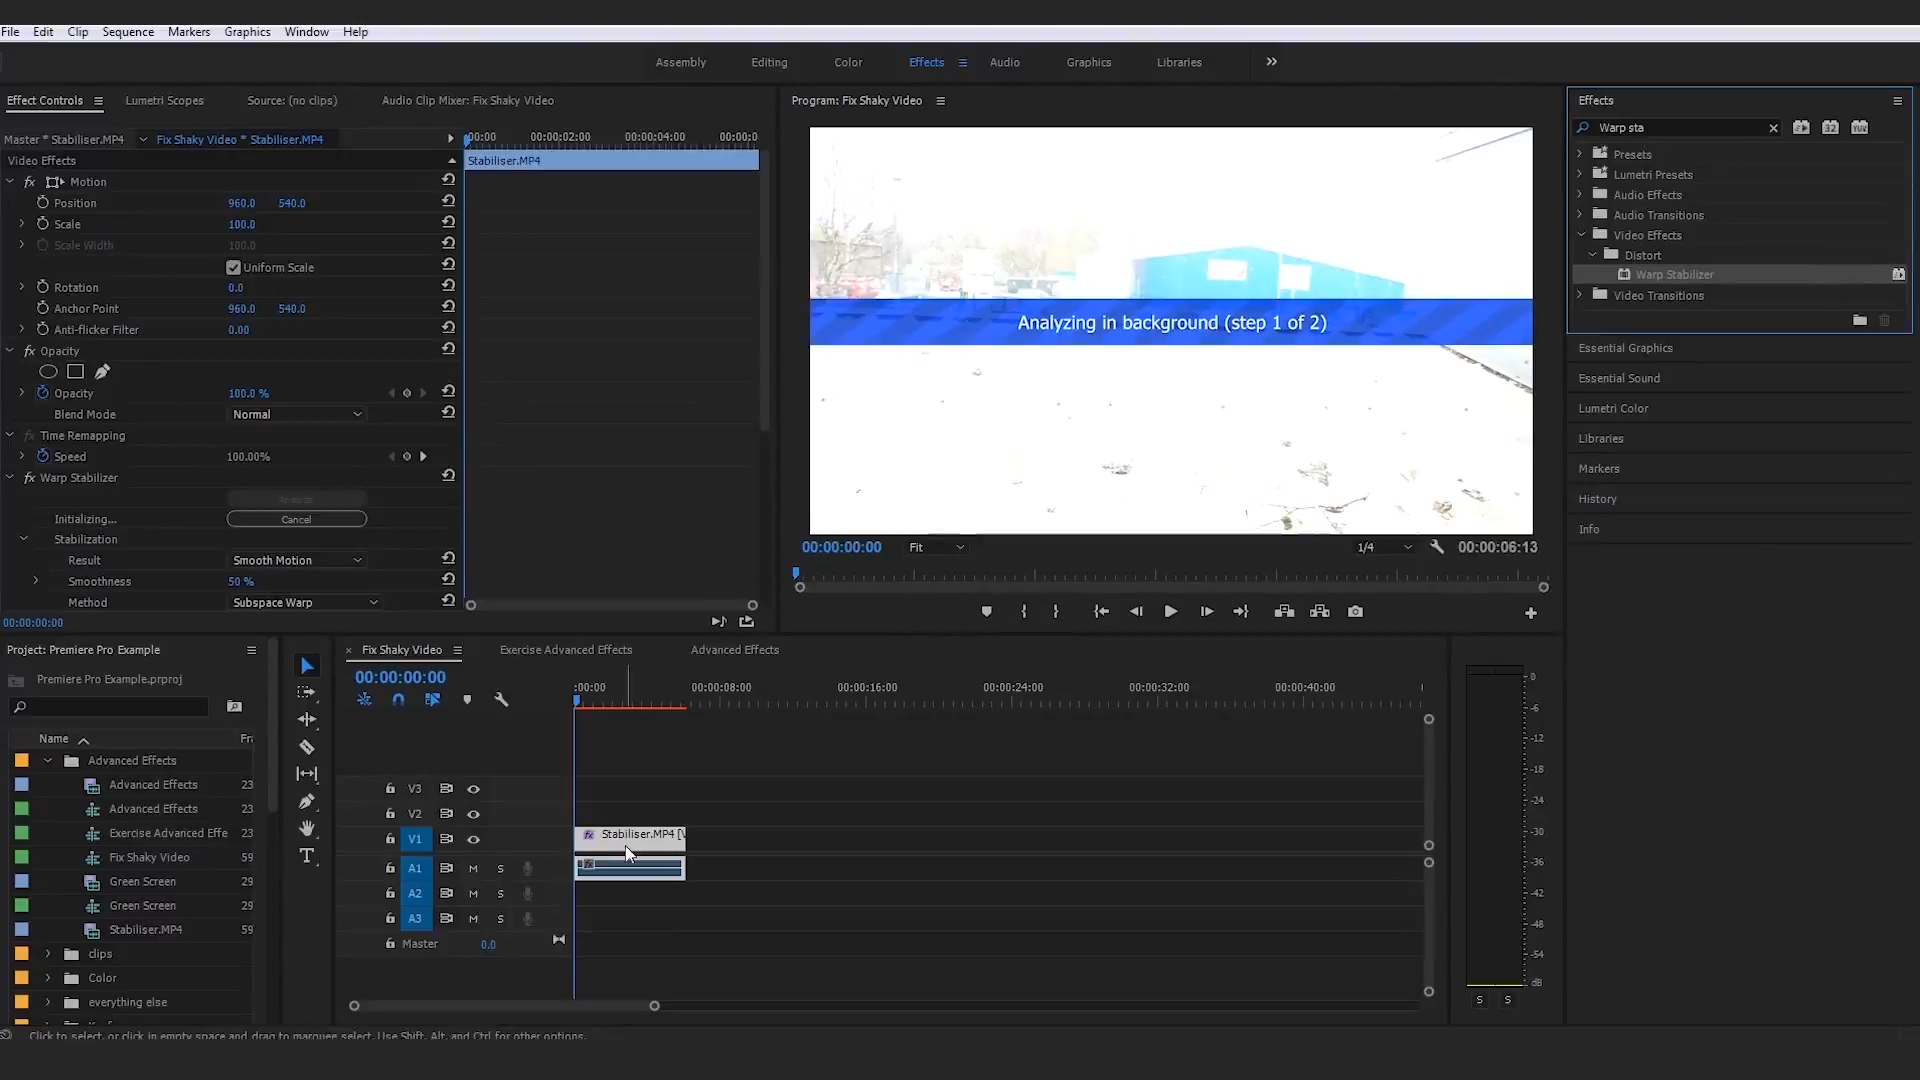 File Edit Clip Sequence Markers Graphics Window Help
Assembly Editing Color Effects Audio Graphics Libraries
Effect Controls Lumetri Scopes Source: (no clips) Audio Clip Mixer: Fix Shaky Video
Master * Stabiliser.MP4 Fix Shaky Video * Stabiliser.MP4
:00:00 00:00:02:00 00:00:04:00 00:00:0
Video Effects
Stabiliser.MP4
fx Motion
Position 960.0 540.0
Scale 100.0
Scale Width 100.0
Uniform Scale
Rotation 0.0
Anchor Point 960.0 540.0
Anti-flicker Filter 0.00
fx Opacity
Opacity 100.0 %
Blend Mode Normal
fx Time Remapping
Speed 100.00%
fx Warp Stabilizer
Analyze
Initializing... Cancel
Stabilization
Result Smooth Motion
Smoothness 50 %
Method Subspace Warp
00:00:00:00
Program: Fix Shaky Video
Analyzing in background (step 1 of 2)
00:00:00:00 Fit 1/4 00:00:06:13
Effects
Warp sta
32 YUV
Presets
Lumetri Presets
Audio Effects
Audio Transitions
Video Effects
Distort
Warp Stabilizer
Video Transitions
Essential Graphics
Essential Sound
Lumetri Color
Libraries
Markers
History
Info
Project: Premiere Pro Example
Premiere Pro Example.prproj
Name Fra
Advanced Effects
Advanced Effects 23
Advanced Effects 23
Exercise Advanced Effe 23
Fix Shaky Video 59
Green Screen 29
Green Screen 29
Stabiliser.MP4 59
clips
Color
everything else
Fix Shaky Video Exercise Advanced Effects Advanced Effects
00:00:00:00
:00:00 00:00:08:00 00:00:16:00 00:00:24:00 00:00:32:00 00:00:40:00
V3
V2
V1 fx Stabiliser.MP4 [V
A1 M S fx
A2 M S
A3 M S
Master 0.0
0
-6
-12
-18
-24
-30
-36
-42
-48
-54
dB
S S
Click to select, or click in empty space and drag to marquee select. Use Shift, Alt, and Ctrl for other options.